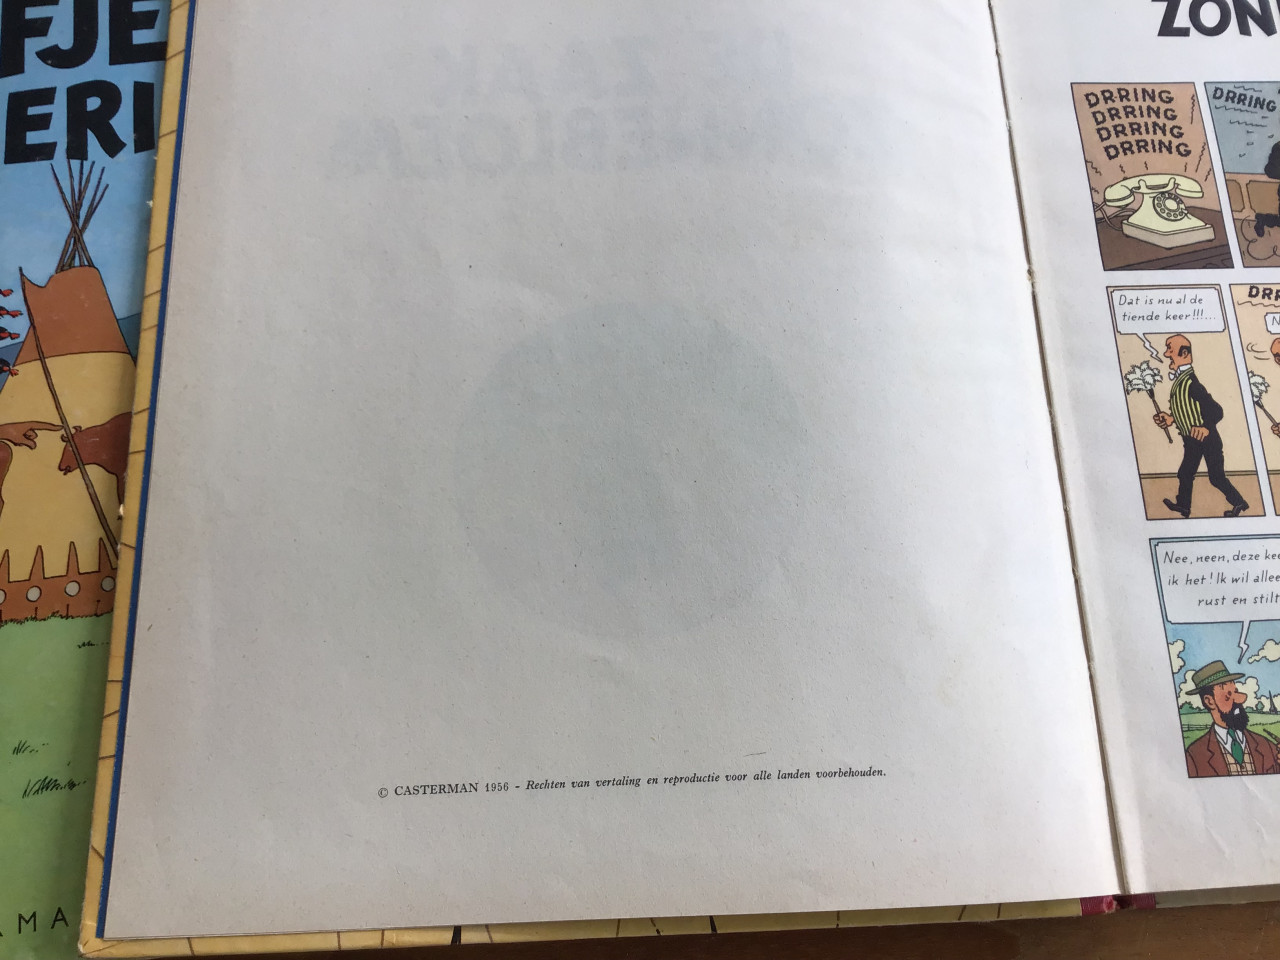 FJE
ERI
AMA
© CASTERMAN 1956 - Rechten van vertaling en reproductie voor alle landen voorbehouden.
ZON
DRRING
DRRING
DRRING
DRRING
DRRING
Dat is nu al de
tiende keer!!!...
DRR
N
Nee, neen, deze kee
ik het! Ik wil allee
rust en stilt